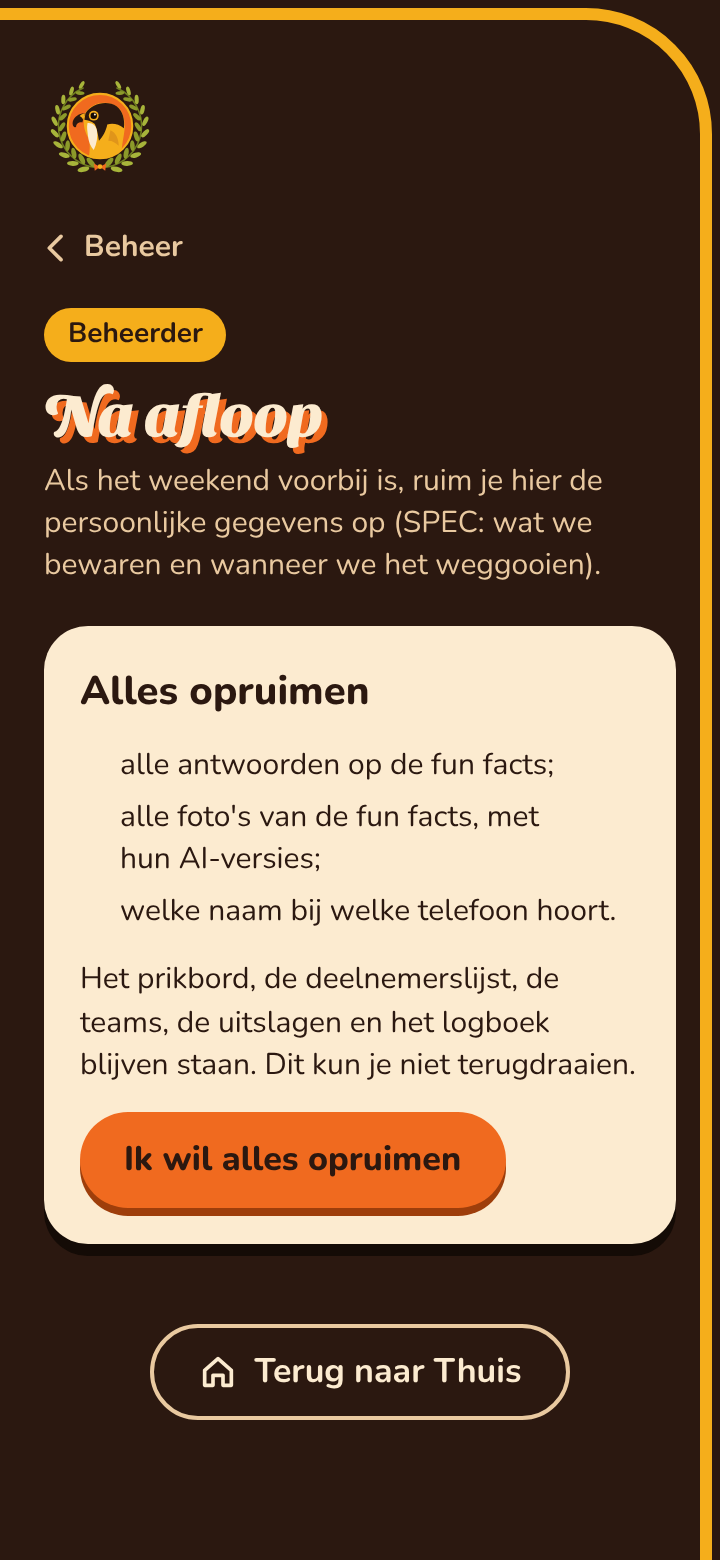 Beheer
Beheerder
Na afloop
Als het weekend voorbij is, ruim je hier de
persoonlijke gegevens op (SPEC: wat we
bewaren en wanneer we het weggooien).
Alles opruimen
alle antwoorden op de fun facts;
alle foto's van de fun facts, met
hun AI-versies;
welke naam bij welke telefoon hoort.
Het prikbord, de deelnemerslijst, de
teams, de uitslagen en het logboek
blijven staan. Dit kun je niet terugdraaien.
Ik wil alles opruimen
Terug naar Thuis